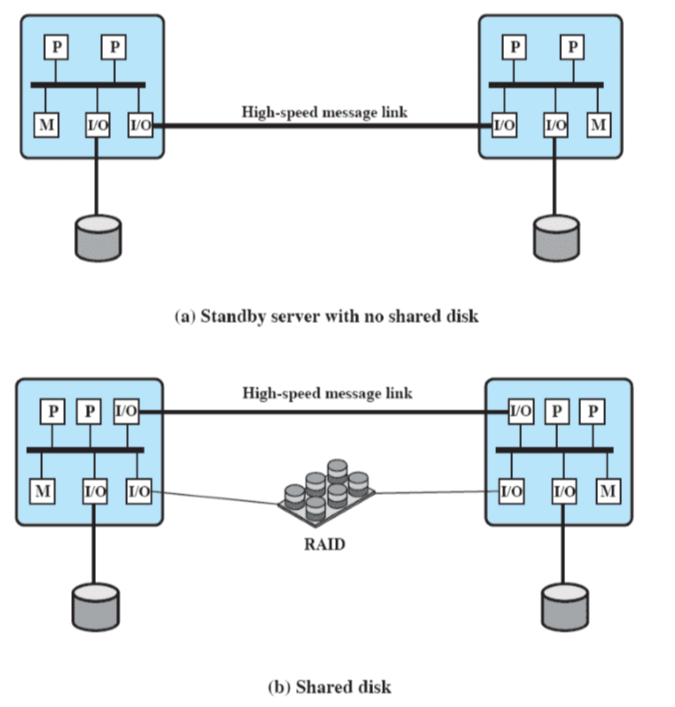 P P P P
M I/O I/O High-speed message link I/O I/O M
(a) Standby server with no shared disk
High-speed message link
P P I/O I/O P P
M I/O I/O I/O I/O M
RAID
(b) Shared disk